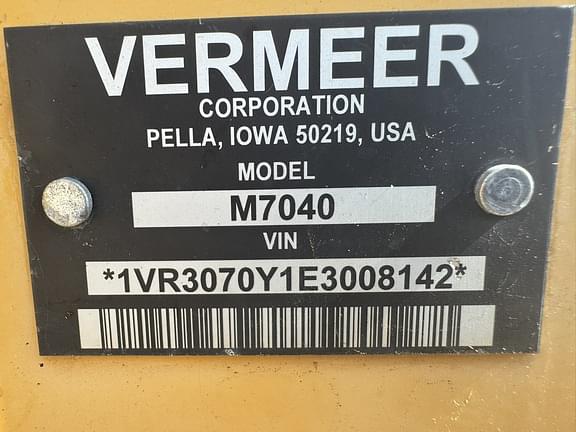 VERMEER
CORPORATION
PELLA, IOWA 50219, USA
MODEL
M7040
VIN
*1VR3070Y1E3008142*